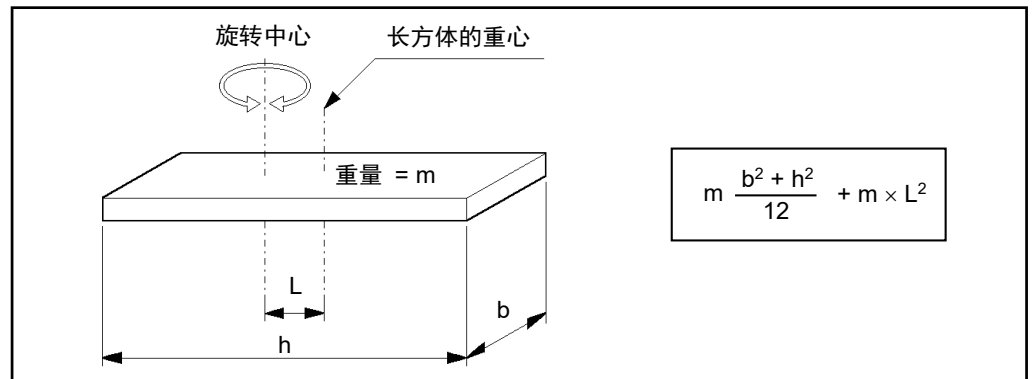 旋转中心
长方体的重心
重量 = m
m (b² + h²)/12 + m × L²
L
b
h